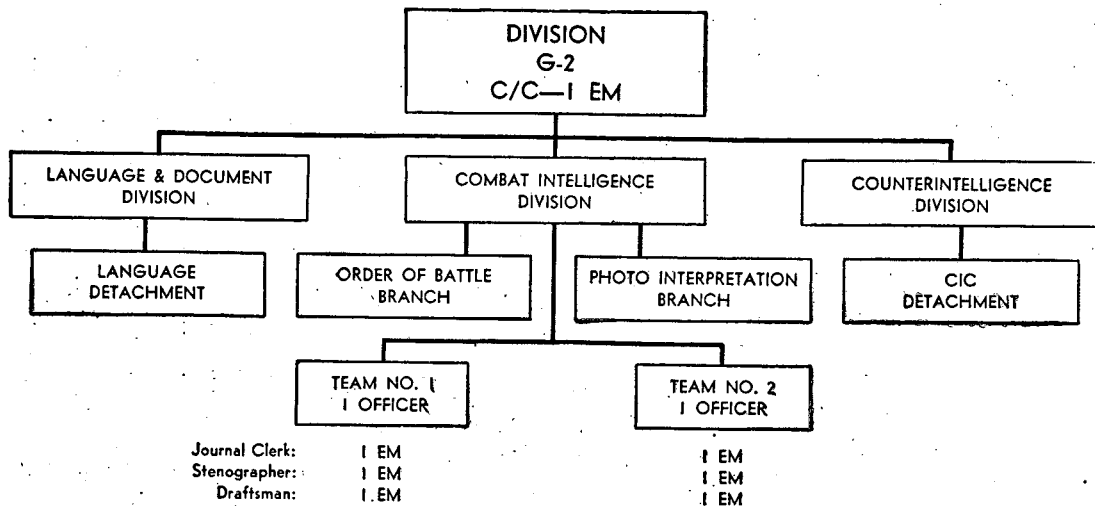 DIVISION
G-2
C/C—1 EM
LANGUAGE & DOCUMENT
DIVISION
COMBAT INTELLIGENCE
DIVISION
COUNTERINTELLIGENCE
DIVISION
LANGUAGE
DETACHMENT
ORDER OF BATTLE
BRANCH
PHOTO INTERPRETATION
BRANCH
CIC
DETACHMENT
TEAM NO. 1
1 OFFICER
TEAM NO. 2
1 OFFICER
Journal Clerk: 1 EM 1 EM
Stenographer: 1 EM 1 EM
Draftsman: 1 EM 1 EM